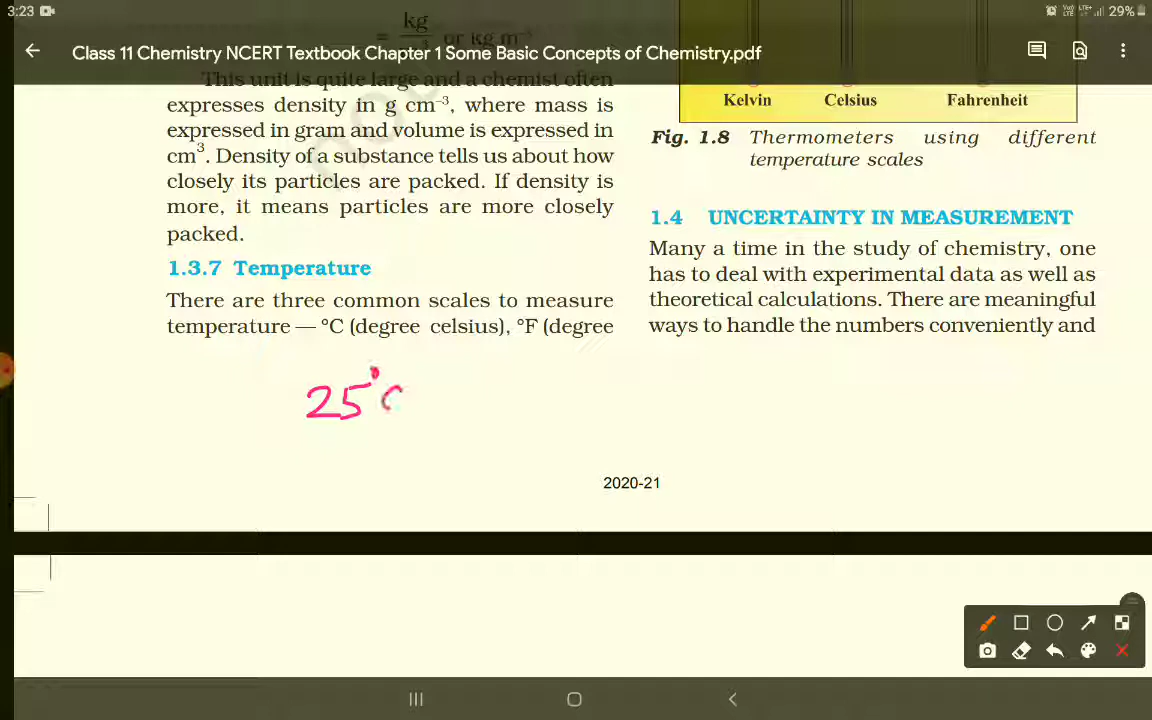 3:23
29%
Class 11 Chemistry NCERT Textbook Chapter 1 Some Basic Concepts of Chemistry.pdf
= kg or kg m⁻³
This unit is quite large and a chemist often
expresses density in g cm⁻³, where mass is
expressed in gram and volume is expressed in
cm³. Density of a substance tells us about how
closely its particles are packed. If density is
more, it means particles are more closely
packed.
1.3.7 Temperature
There are three common scales to measure
temperature — °C (degree celsius), °F (degree
25°C
Kelvin Celsius Fahrenheit
Fig. 1.8 Thermometers using different
temperature scales
1.4 UNCERTAINTY IN MEASUREMENT
Many a time in the study of chemistry, one
has to deal with experimental data as well as
theoretical calculations. There are meaningful
ways to handle the numbers conveniently and
2020-21